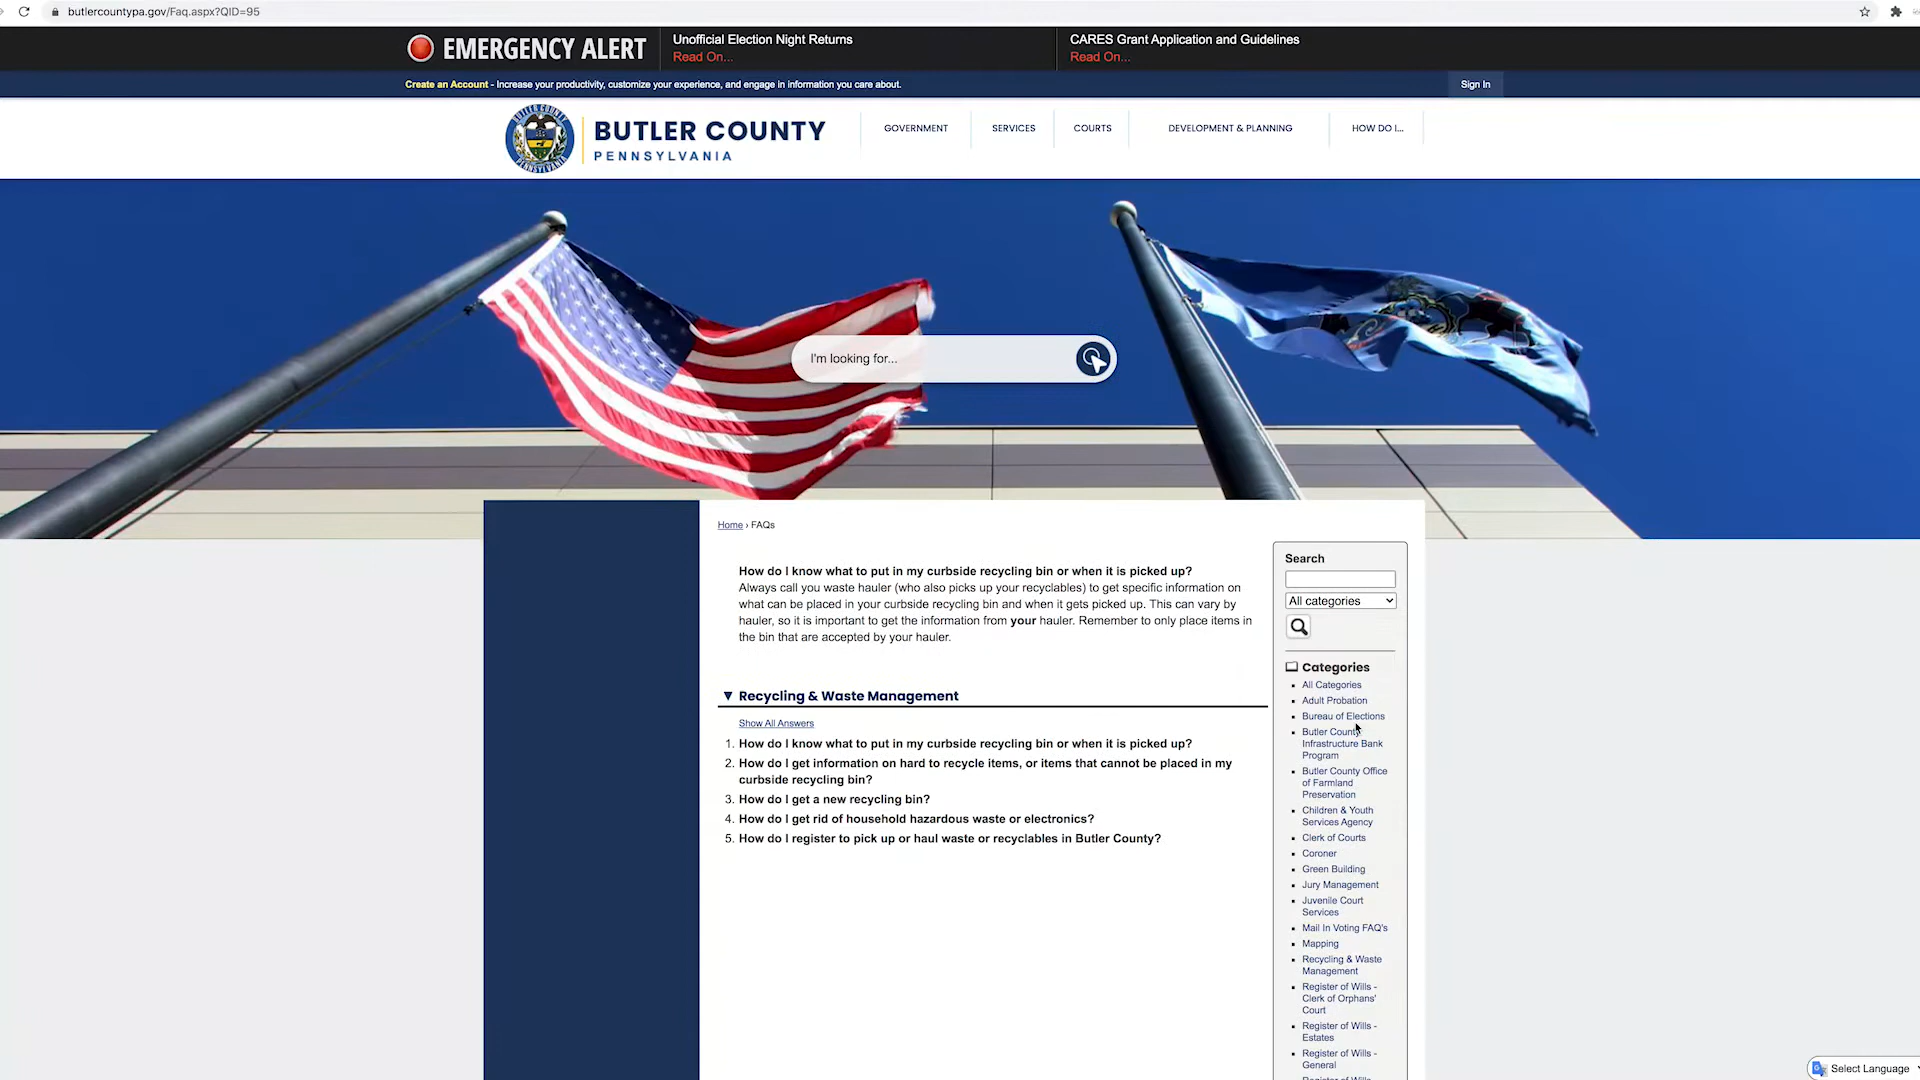 butlercountypa.gov/Faq.aspx?QID=95
EMERGENCY ALERT
Unofficial Election Night Returns
Read On...
CARES Grant Application and Guidelines
Read On...
Create an Account - Increase your productivity, customize your experience, and engage in information you care about.
Sign In
BUTLER COUNTY
PENNSYLVANIA
GOVERNMENT
SERVICES
COURTS
DEVELOPMENT & PLANNING
HOW DO I...
I'm looking for...
Home › FAQs
How do I know what to put in my curbside recycling bin or when it is picked up?
Always call you waste hauler (who also picks up your recyclables) to get specific information on
what can be placed in your curbside recycling bin and when it gets picked up. This can vary by
hauler, so it is important to get the information from your hauler. Remember to only place items in
the bin that are accepted by your hauler.
▼ Recycling & Waste Management
Show All Answers
1. How do I know what to put in my curbside recycling bin or when it is picked up?
2. How do I get information on hard to recycle items, or items that cannot be placed in my
curbside recycling bin?
3. How do I get a new recycling bin?
4. How do I get rid of household hazardous waste or electronics?
5. How do I register to pick up or haul waste or recyclables in Butler County?
Search
All categories
Categories
All Categories
Adult Probation
Bureau of Elections
Butler County
Infrastructure Bank
Program
Butler County Office
of Farmland
Preservation
Children & Youth
Services Agency
Clerk of Courts
Coroner
Green Building
Jury Management
Juvenile Court
Services
Mail In Voting FAQ's
Mapping
Recycling & Waste
Management
Register of Wills -
Clerk of Orphans'
Court
Register of Wills -
Estates
Register of Wills -
General
Select Language